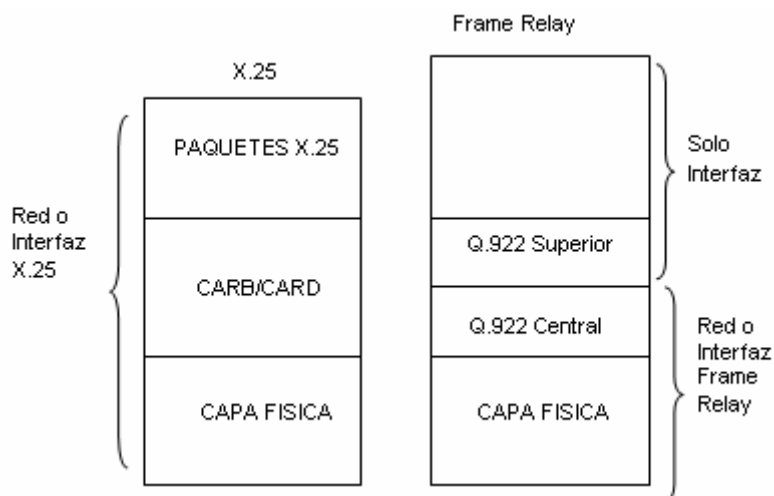 Frame Relay
X.25
PAQUETES X.25
CARB/CARD
CAPA FISICA
Red o
Interfaz
X.25
Q.922 Superior
Q.922 Central
CAPA FISICA
Solo
Interfaz
Red o
Interfaz
Frame
Relay